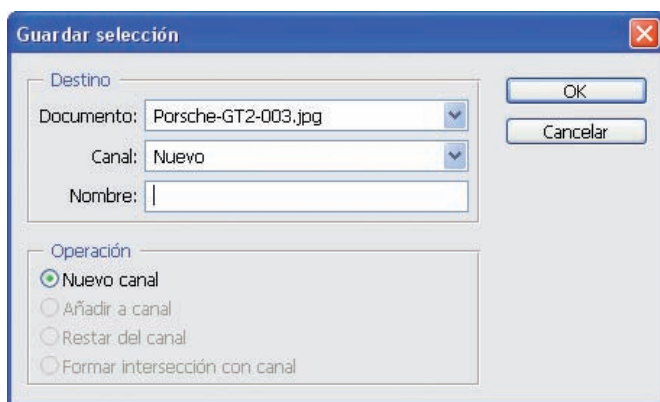 Guardar selección
Destino
Documento: Porsche-GT2-003.jpg
Canal: Nuevo
Nombre:
OK
Cancelar
Operación
Nuevo canal
Añadir a canal
Restar del canal
Formar intersección con canal